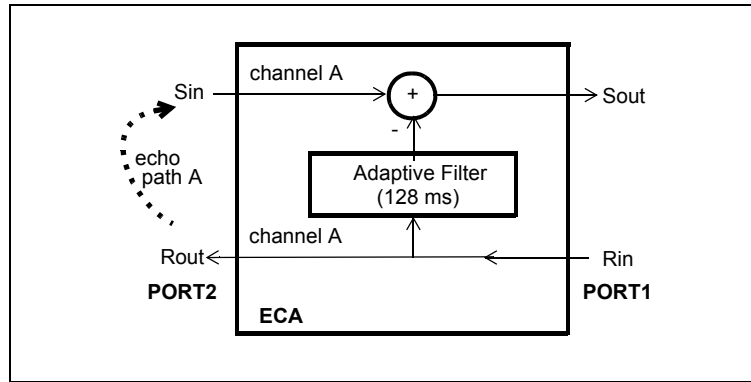 channel A
Sin
+
Sout
-
echo
path A
Adaptive Filter
(128 ms)
channel A
Rout
Rin
PORT2
PORT1
ECA